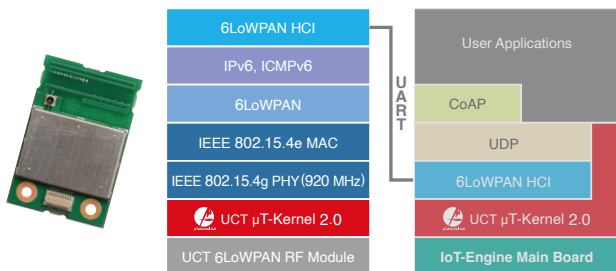 6LoWPAN HCI
IPv6, ICMPv6
6LoWPAN
IEEE 802.15.4e MAC
IEEE 802.15.4g PHY (920 MHz)
UCT µT-Kernel 2.0
UCT 6LoWPAN RF Module
UART
User Applications
CoAP
UDP
6LoWPAN HCI
UCT µT-Kernel 2.0
IoT-Engine Main Board